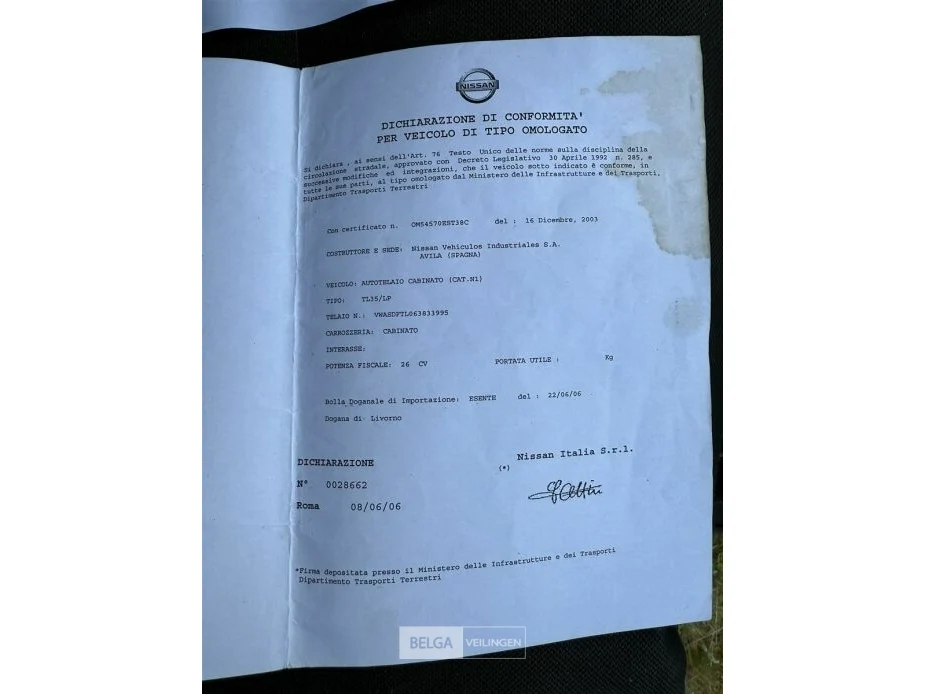 NISSAN
DICHIARAZIONE DI CONFORMITA'
PER VEICOLO DI TIPO OMOLOGATO
Si dichiara , ai sensi dell'Art. 76 Testo Unico delle norme sulla disciplina della
circolazione stradale, approvato con Decreto Legislativo 30 Aprile 1992 n. 285, e
successive modifiche ed integrazioni, che il veicolo sotto indicato è conforme, in
tutte le sue parti, al tipo omologato dal Ministero delle Infrastrutture e dei Trasporti,
Dipartimento Trasporti Terrestri
Con certificato n. OM54570EST38C del : 16 Dicembre, 2003
COSTRUTTORE E SEDE: Nissan Vehiculos Industriales S.A.
AVILA (SPAGNA)
VEICOLO: AUTOTELAIO CABINATO (CAT.N1)
TIPO: TL35/LP
TELAIO N.: VWASDFTL063833995
CARROZZERIA: CABINATO
INTERASSE:
POTENZA FISCALE: 26 CV PORTATA UTILE : Kg
Bolla Doganale di Importazione: ESENTE del : 22/06/06
Dogana di Livorno
DICHIARAZIONE
Nissan Italia S.r.l.
(*)
N° 0028662
Roma 08/06/06
*Firma depositata presso il Ministero delle Infrastrutture e dei Trasporti
Dipartimento Trasporti Terrestri
BELGA VEILINGEN